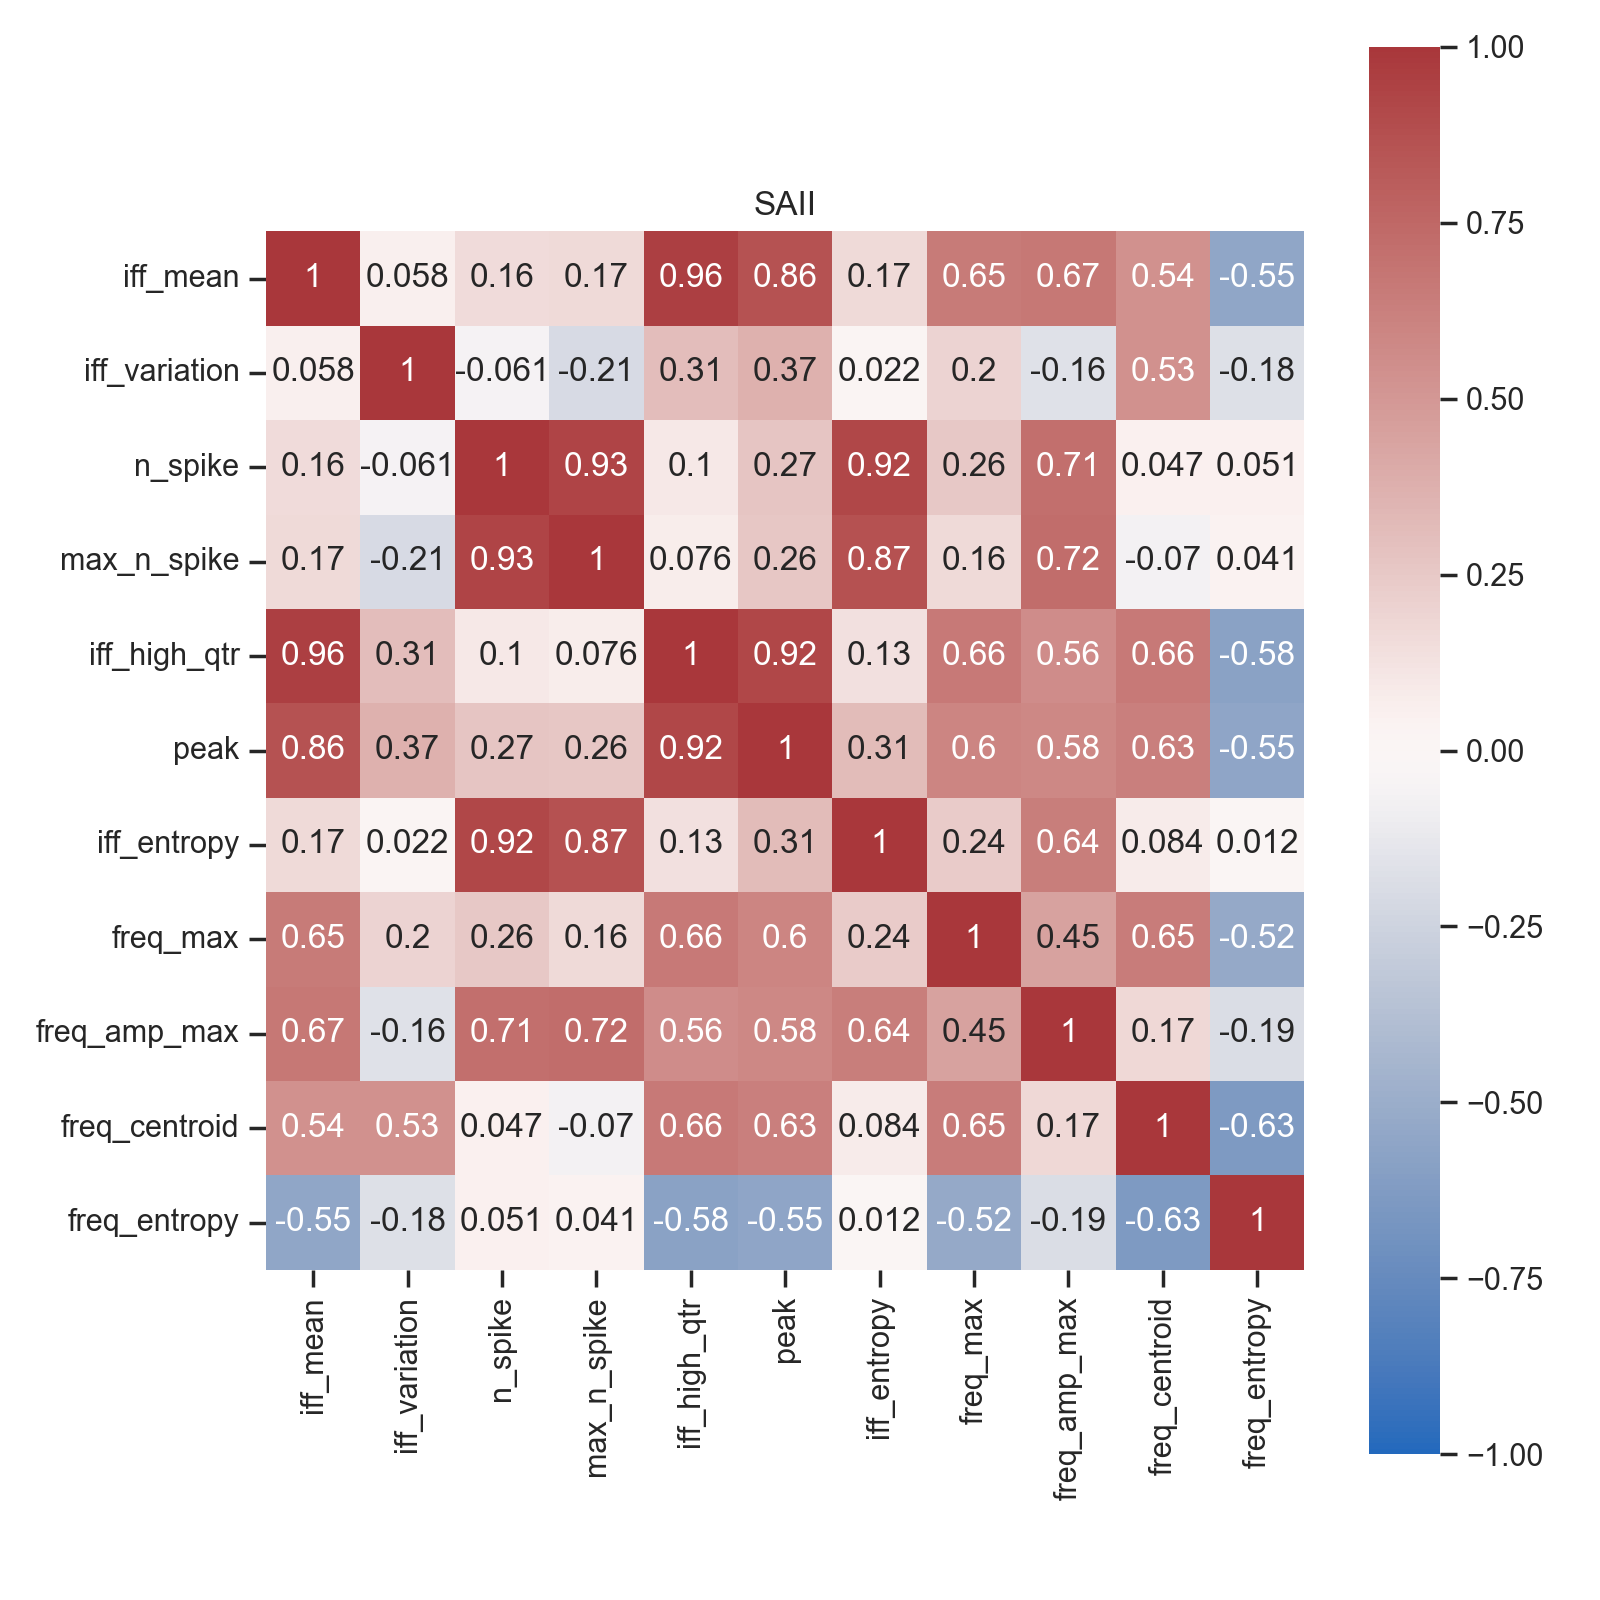 SAII
1.00
0.75
0.50
0.25
0.00
−0.25
−0.50
−0.75
−1.00
iff_mean 1 0.058 0.16 0.17 0.96 0.86 0.17 0.65 0.67 0.54 -0.55
iff_variation 0.058 1 -0.061 -0.21 0.31 0.37 0.022 0.2 -0.16 0.53 -0.18
n_spike 0.16 -0.061 1 0.93 0.1 0.27 0.92 0.26 0.71 0.047 0.051
max_n_spike 0.17 -0.21 0.93 1 0.076 0.26 0.87 0.16 0.72 -0.07 0.041
iff_high_qtr 0.96 0.31 0.1 0.076 1 0.92 0.13 0.66 0.56 0.66 -0.58
peak 0.86 0.37 0.27 0.26 0.92 1 0.31 0.6 0.58 0.63 -0.55
iff_entropy 0.17 0.022 0.92 0.87 0.13 0.31 1 0.24 0.64 0.084 0.012
freq_max 0.65 0.2 0.26 0.16 0.66 0.6 0.24 1 0.45 0.65 -0.52
freq_amp_max 0.67 -0.16 0.71 0.72 0.56 0.58 0.64 0.45 1 0.17 -0.19
freq_centroid 0.54 0.53 0.047 -0.07 0.66 0.63 0.084 0.65 0.17 1 -0.63
freq_entropy -0.55 -0.18 0.051 0.041 -0.58 -0.55 0.012 -0.52 -0.19 -0.63 1
iff_mean
iff_variation
n_spike
max_n_spike
iff_high_qtr
peak
iff_entropy
freq_max
freq_amp_max
freq_centroid
freq_entropy